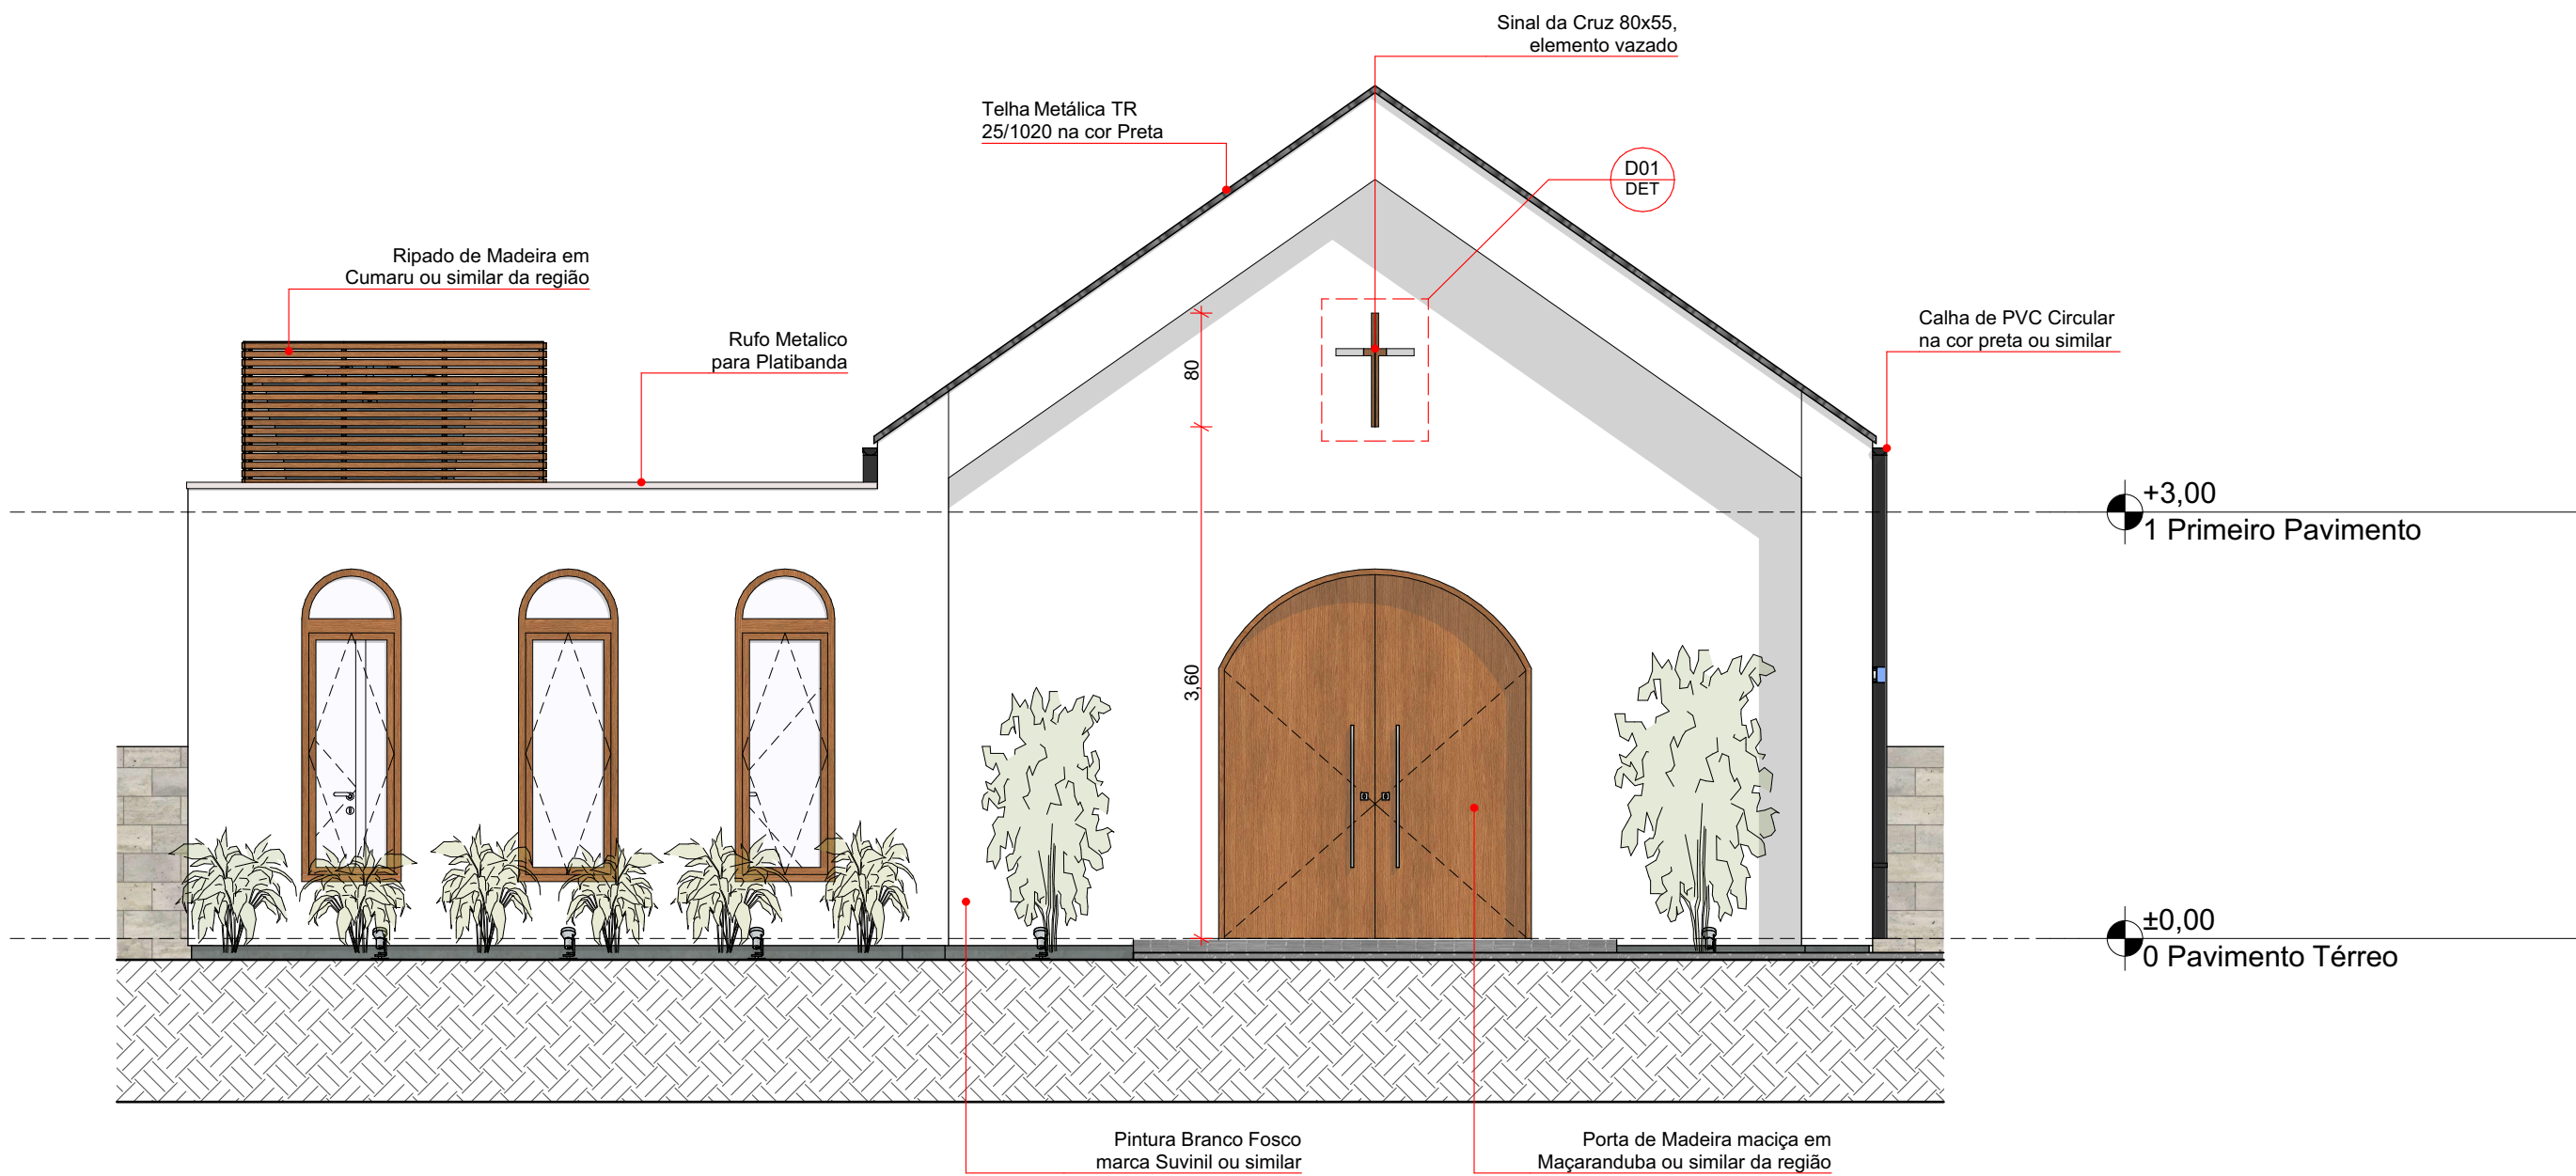 Sinal da Cruz 80x55,
elemento vazado
Telha Metálica TR
25/1020 na cor Preta
D01
DET
Ripado de Madeira em
Cumaru ou similar da região
Rufo Metalico
para Platibanda
Calha de PVC Circular
na cor preta ou similar
80
+3,00
1 Primeiro Pavimento
3,60
±0,00
0 Pavimento Térreo
Pintura Branco Fosco
marca Suvinil ou similar
Porta de Madeira maciça em
Maçaranduba ou similar da região